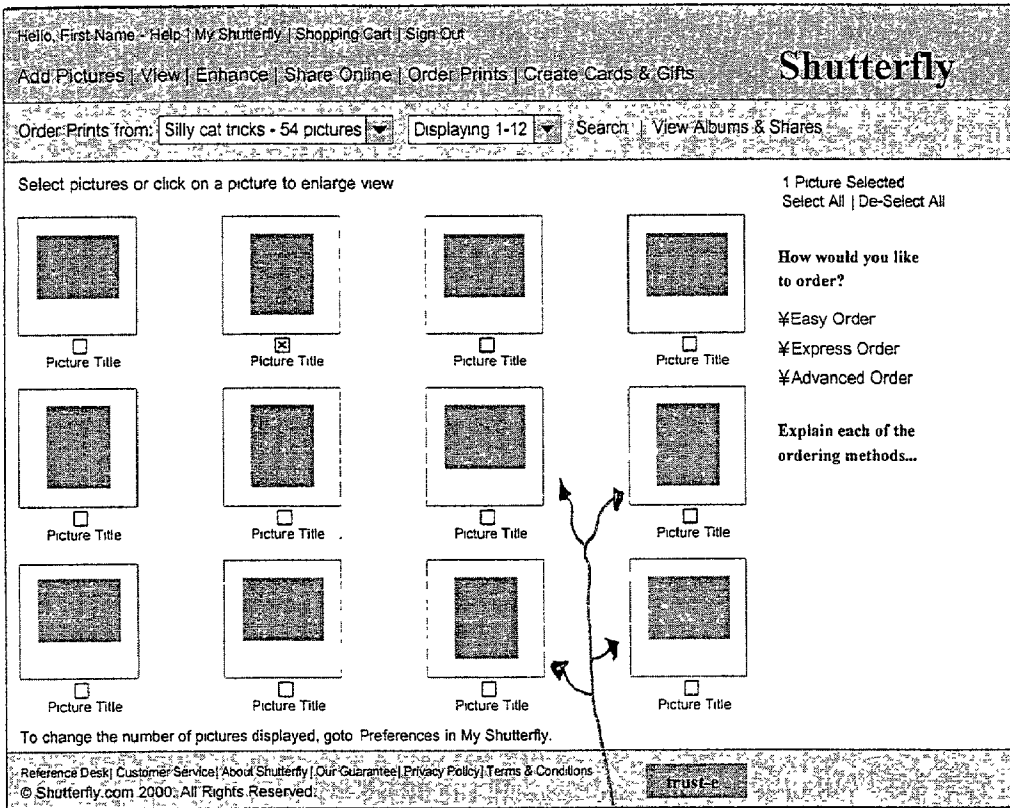 Hello, First Name - Help | My Shutterfly | Shopping Cart | Sign Out
Add Pictures | View | Enhance | Share Online | Order Prints | Create Cards & Gifts
Shutterfly
Order Prints from: Silly cat tricks - 54 pictures Displaying 1-12 Search | View Albums & Shares
Select pictures or click on a picture to enlarge view
1 Picture Selected
Select All | De-Select All
How would you like
to order?
¥Easy Order
¥Express Order
¥Advanced Order
Explain each of the
ordering methods...
Picture Title Picture Title Picture Title Picture Title
Picture Title Picture Title Picture Title Picture Title
Picture Title Picture Title Picture Title Picture Title
To change the number of pictures displayed, goto Preferences in My Shutterfly.
Reference Desk| Customer Service| About Shutterfly | Our Guarantee| Privacy Policy| Terms & Conditions
© Shutterfly.com 2000. All Rights Reserved.
trust-e